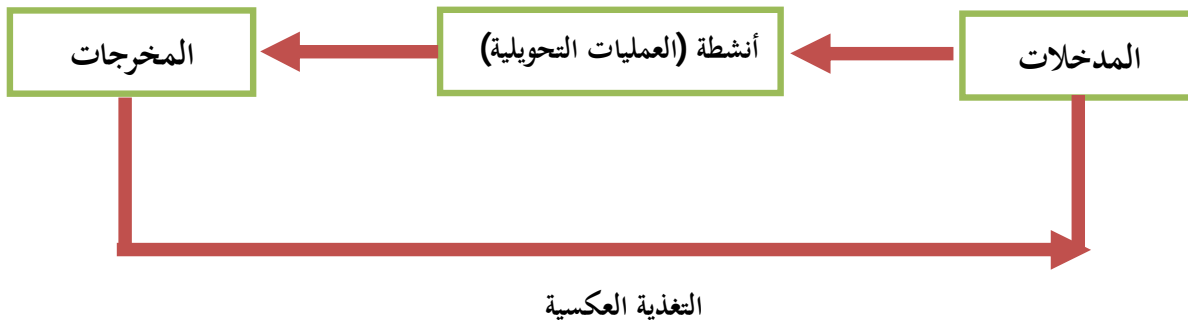 المدخلات
أنشطة (العمليات التحويلية)
المخرجات
التغذية العكسية